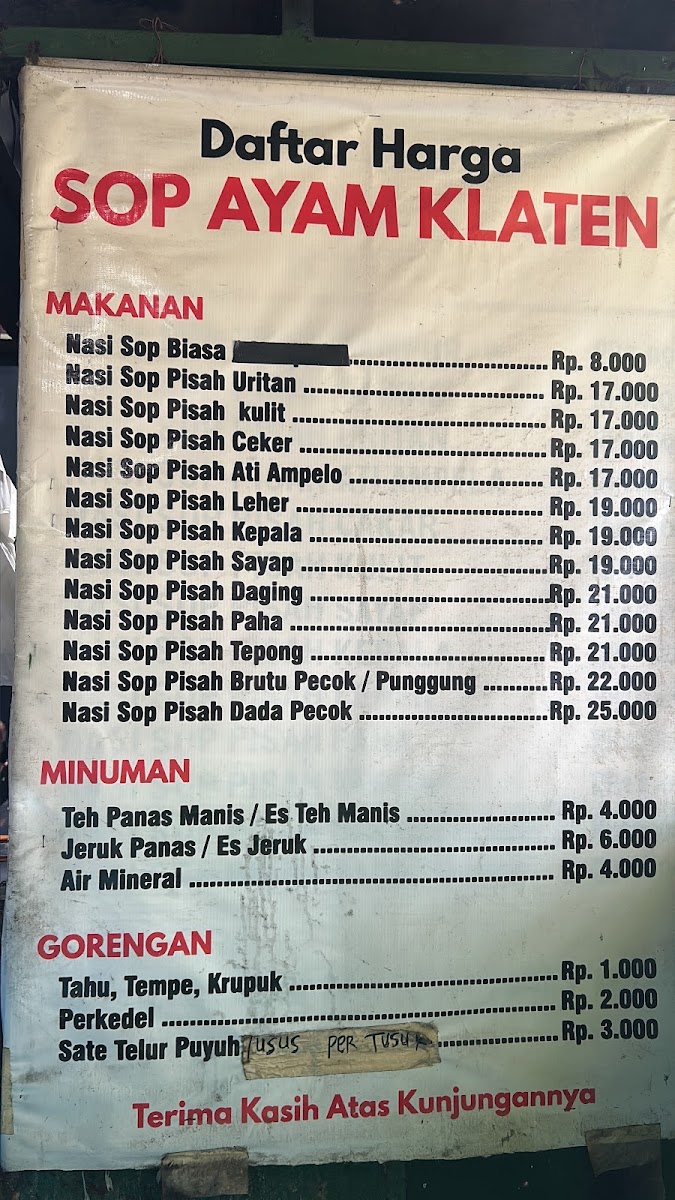 Daftar Harga
SOP AYAM KLATEN
MAKANAN
Nasi Sop Biasa ................................ Rp. 8.000
Nasi Sop Pisah Uritan ........................................ Rp. 17.000
Nasi Sop Pisah kulit .......................................... Rp. 17.000
Nasi Sop Pisah Ceker ......................................... Rp. 17.000
Nasi Sop Pisah Ati Ampelo ................................ Rp. 17.000
Nasi Sop Pisah Leher ......................................... Rp. 19.000
Nasi Sop Pisah Kepala ....................................... Rp. 19.000
Nasi Sop Pisah Sayap ......................................... Rp. 19.000
Nasi Sop Pisah Daging ........................................ Rp. 21.000
Nasi Sop Pisah Paha ........................................... Rp. 21.000
Nasi Sop Pisah Tepong ....................................... Rp. 21.000
Nasi Sop Pisah Brutu Pecok / Punggung ........... Rp. 22.000
Nasi Sop Pisah Dada Pecok ................................ Rp. 25.000
MINUMAN
Teh Panas Manis / Es Teh Manis ........................ Rp. 4.000
Jeruk Panas / Es Jeruk ....................................... Rp. 6.000
Air Mineral .......................................................... Rp. 4.000
GORENGAN
Tahu, Tempe, Krupuk ........................................... Rp. 1.000
Perkedel ............................................................... Rp. 2.000
Sate Telur Puyuh /usus PER TUSUK .................... Rp. 3.000
Terima Kasih Atas Kunjungannya